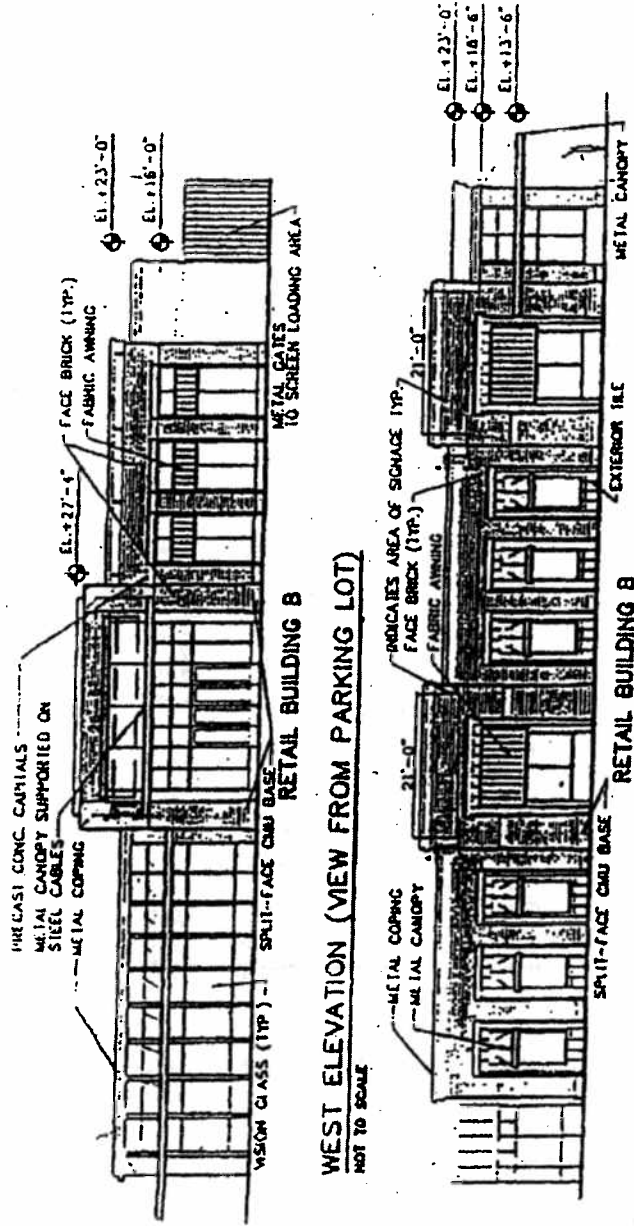 PRECAST CONC. CAPITALS
METAL CANOPY SUPPORTED ON
STEEL CABLES
METAL COPING
EL.+27'-4"
FACE BRICK (TYP.)
FABRIC AWNING
EL.+23'-0"
EL.+16'-0"
VISION GLASS (TYP.)
SPLIT-FACE CMU BASE
RETAIL BUILDING B
METAL GATES
TO SCREEN LOADING AREA
WEST ELEVATION (VIEW FROM PARKING LOT)
NOT TO SCALE
METAL COPING
METAL CANOPY
21'-0"
INDICATES AREA OF SIGNAGE TYP.
FACE BRICK (TYP.)
FABRIC AWNING
21'-0"
EL.+23'-0"
EL.+18'-6"
EL.+13'-6"
SPLIT-FACE CMU BASE
RETAIL BUILDING B
EXTERIOR TILE
METAL CANOPY